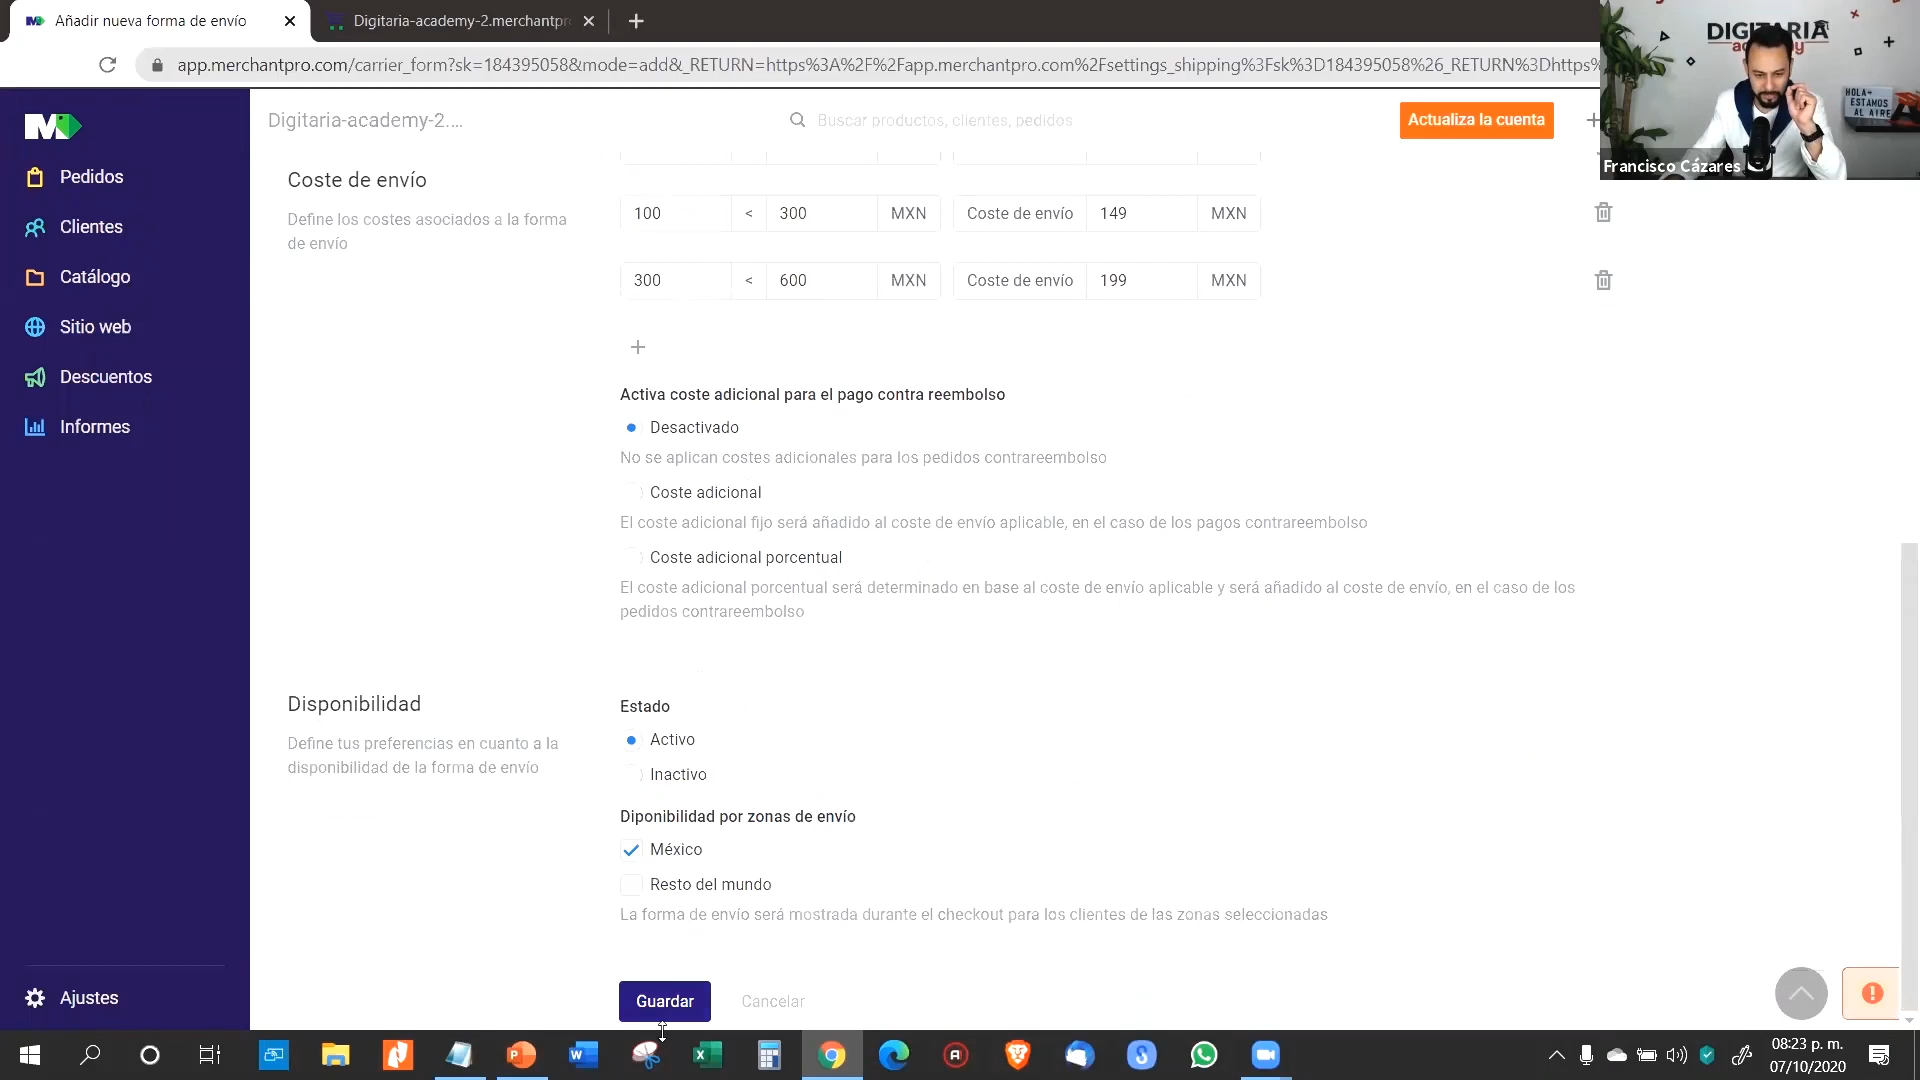 Añadir nueva forma de envío
Digitaria-academy-2.merchantpr
app.merchantpro.com/carrier_form?sk=184395058&mode=add&_RETURN=https%3A%2F%2Fapp.merchantpro.com%2Fsettings_shipping%3Fsk%3D184395058%26_RETURN%3Dhttps%
DIGITARIA
academy
HOLA
ESTAMOS
AL AIRE
Francisco Cázares
Digitaria-academy-2....
Buscar productos, clientes, pedidos
Actualiza la cuenta
Pedidos
Clientes
Catálogo
Sitio web
Descuentos
Informes
Ajustes
Coste de envío
Define los costes asociados a la forma
de envío
100 < 300 MXN Coste de envío 149 MXN
300 < 600 MXN Coste de envío 199 MXN
Activa coste adicional para el pago contra reembolso
Desactivado
No se aplican costes adicionales para los pedidos contrareembolso
Coste adicional
El coste adicional fijo será añadido al coste de envío aplicable, en el caso de los pagos contrareembolso
Coste adicional porcentual
El coste adicional porcentual será determinado en base al coste de envío aplicable y será añadido al coste de envío, en el caso de los
pedidos contrareembolso
Disponibilidad
Define tus preferencias en cuanto a la
disponibilidad de la forma de envío
Estado
Activo
Inactivo
Diponibilidad por zonas de envío
México
Resto del mundo
La forma de envío será mostrada durante el checkout para los clientes de las zonas seleccionadas
Guardar
Cancelar
08:23 p. m.
07/10/2020